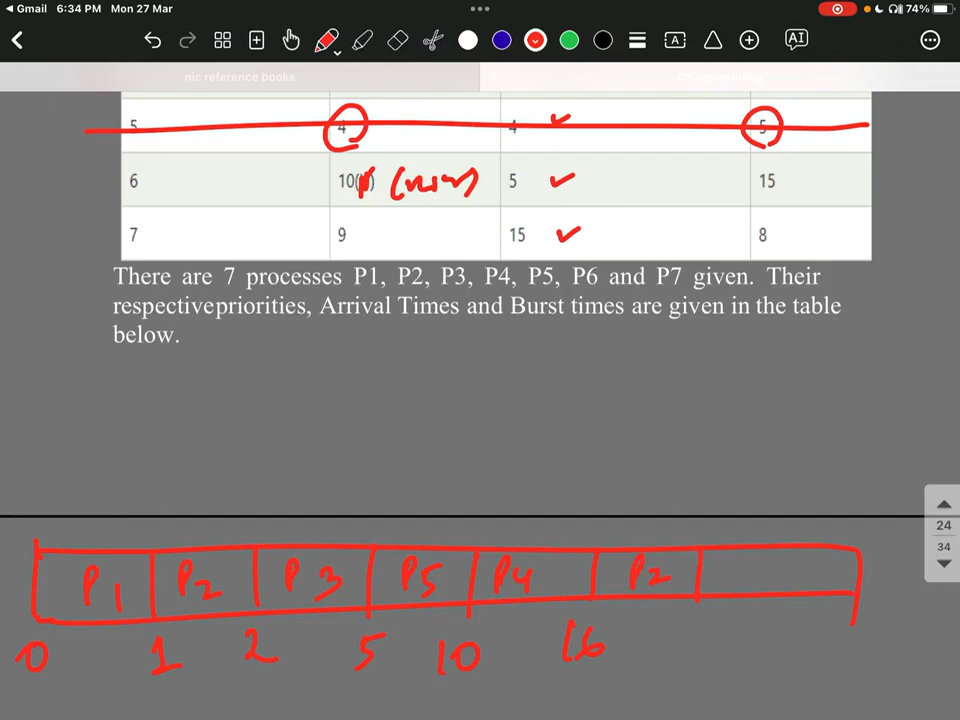 Gmail 6:34 PM Mon 27 Mar 74%
A AI
nic reference books
5 4 4 5
6 10 (min) 5 15
7 9 15 8
There are 7 processes P1, P2, P3, P4, P5, P6 and P7 given. Their
respectivepriorities, Arrival Times and Burst times are given in the table
below.
24
34
P1 P2 P3 P5 P4 P2
0 1 2 5 10 16